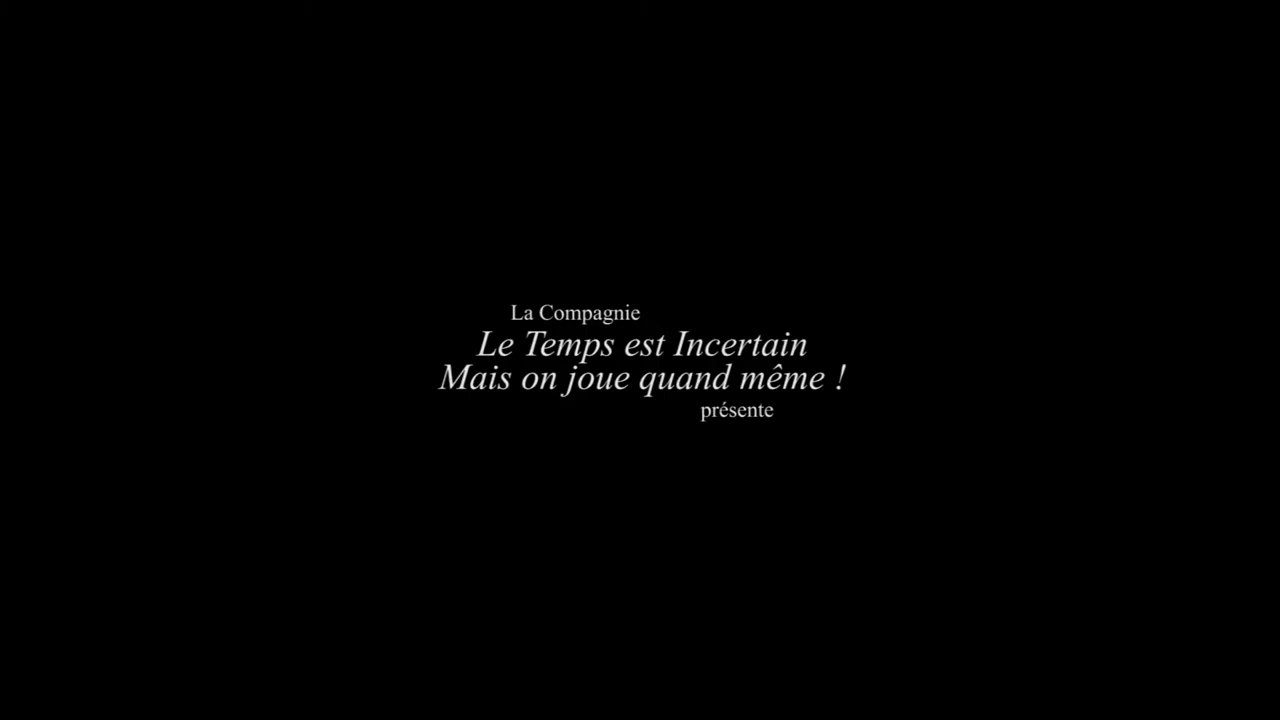 La Compagnie
Le Temps est Incertain
Mais on joue quand même !
présente